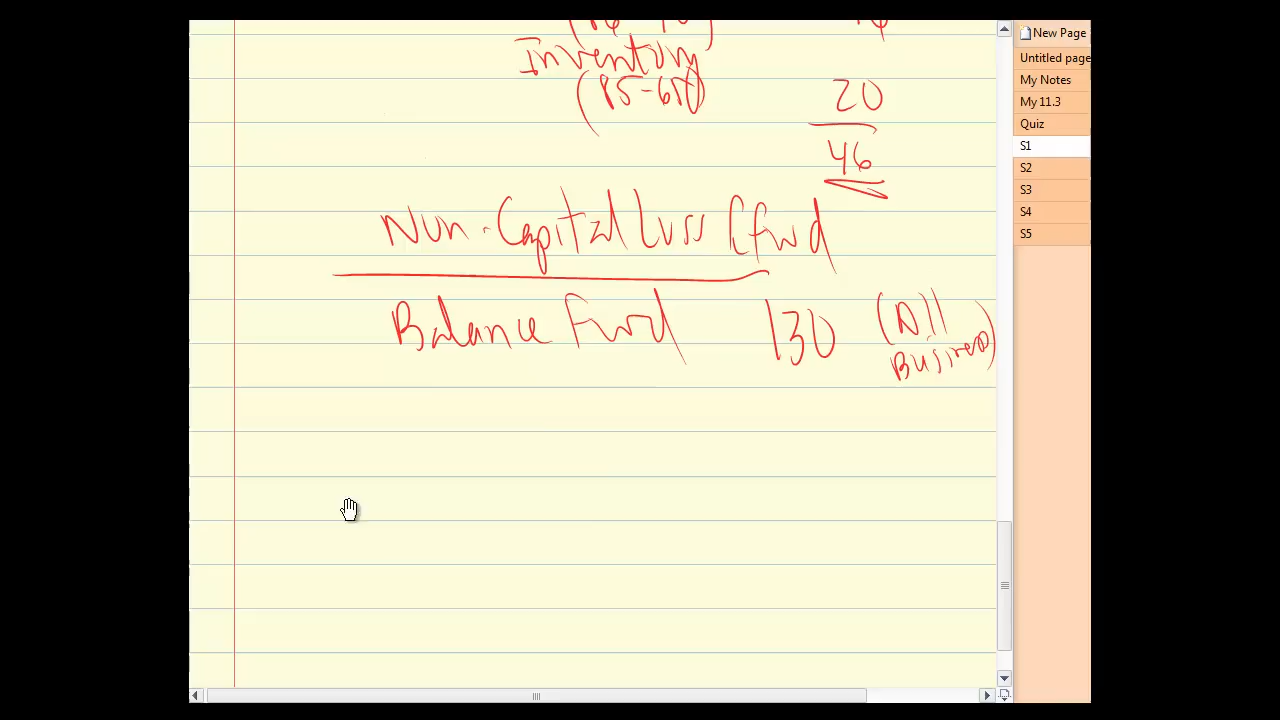 Inventory
(85-65)
20
46
Non-Capital Loss Cfwd
Balance Fwd 130 (All Business)
New Page
Untitled page
My Notes
My 11.3
Quiz
S1
S2
S3
S4
S5